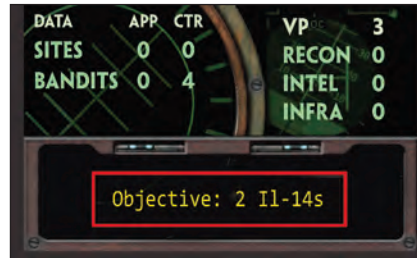 DATA APP CTR
SITES 0 0
BANDITS 0 4
VP 3
RECON 0
INTEL 0
INFRA 0
Objective: 2 Il-14s